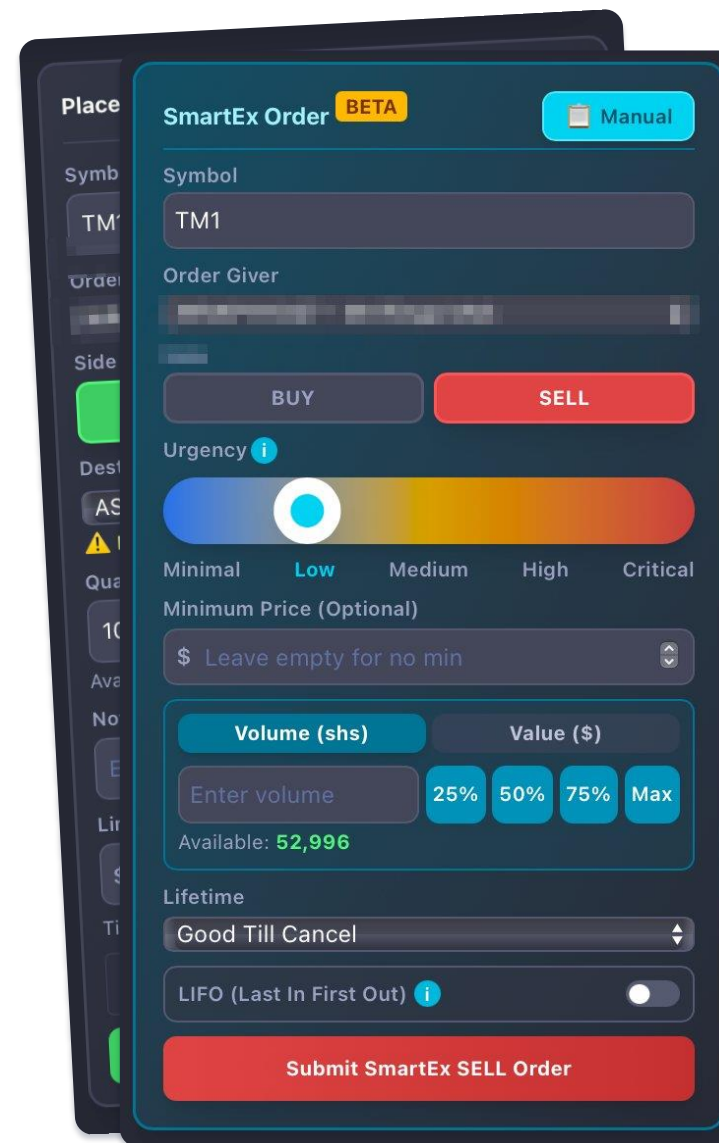 Place
Symb
TM1
Side
Dest
AS
Qua
10
Ava
No
E
Lir
$
Ti
SmartEx Order BETA
Manual
Symbol
TM1
Order Giver
BUY SELL
Urgency i
Minimal Low Medium High Critical
Minimum Price (Optional)
$ Leave empty for no min
Volume (shs) Value ($)
Enter volume 25% 50% 75% Max
Available: 52,996
Lifetime
Good Till Cancel
LIFO (Last In First Out) i
Submit SmartEx SELL Order